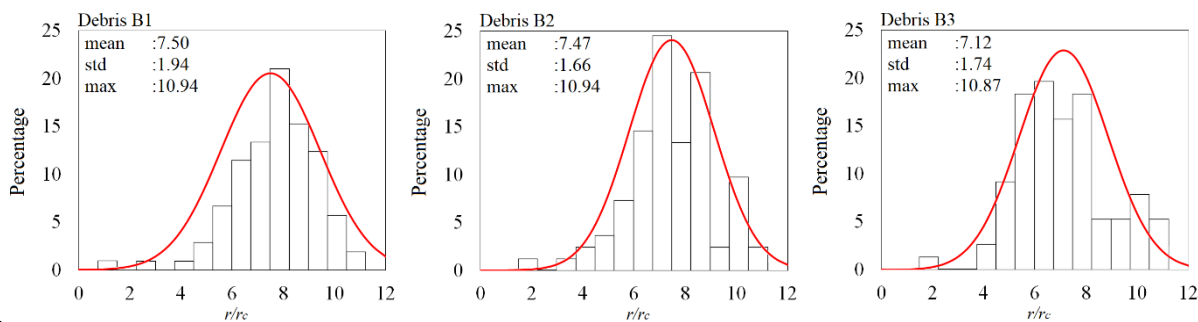 Debris B1
mean :7.50
std :1.94
max :10.94
Percentage
25
20
15
10
5
0
0 2 4 6 8 10 12
r/rc
Debris B2
mean :7.47
std :1.66
max :10.94
Percentage
25
20
15
10
5
0
0 2 4 6 8 10 12
r/rc
Debris B3
mean :7.12
std :1.74
max :10.87
Percentage
25
20
15
10
5
0
0 2 4 6 8 10 12
r/rc